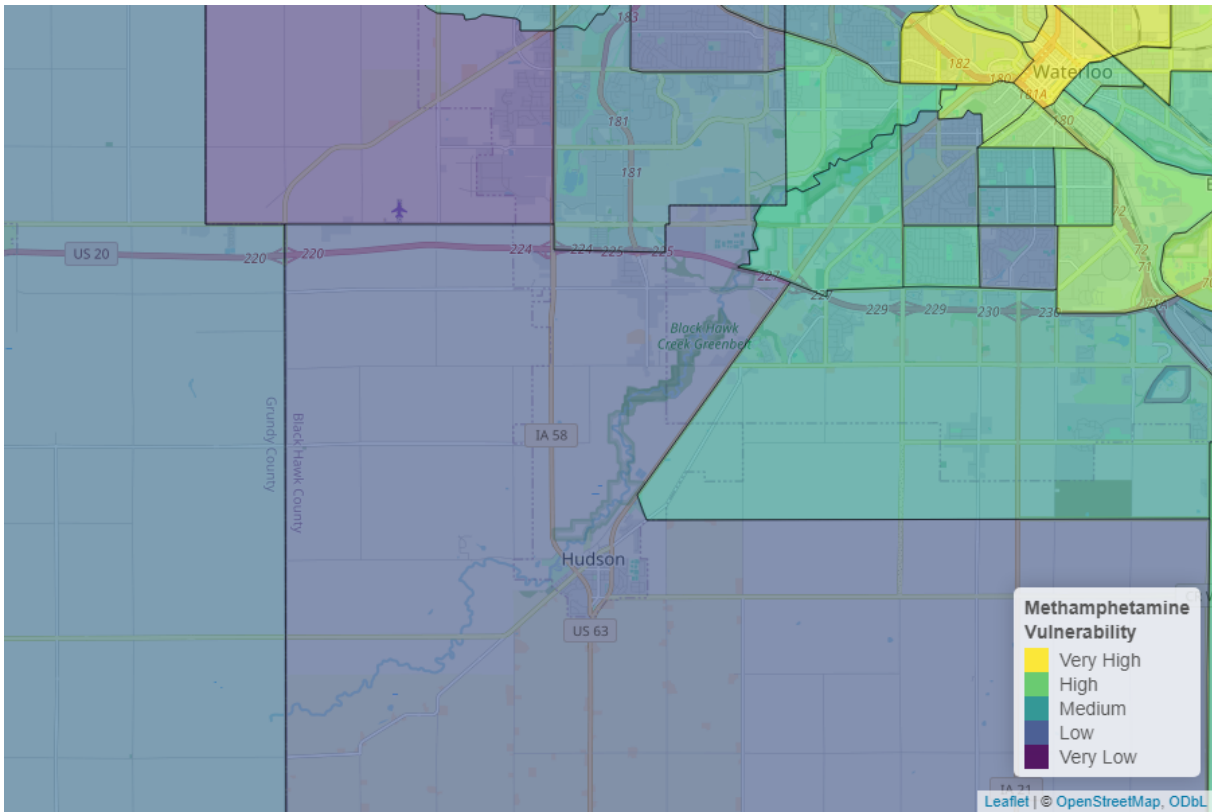 183
182
180
Waterloo
181A
181
180
181
72
US 20
220
220
224
224
225
225
72
71
227
229
229
230
230
Black Hawk
Creek Greenbelt
Grundy County
Black Hawk County
IA 58
Hudson
US 63
Methamphetamine
Vulnerability
Very High
High
Medium
Low
Very Low
IA 21
Leaflet | © OpenStreetMap, ODbL